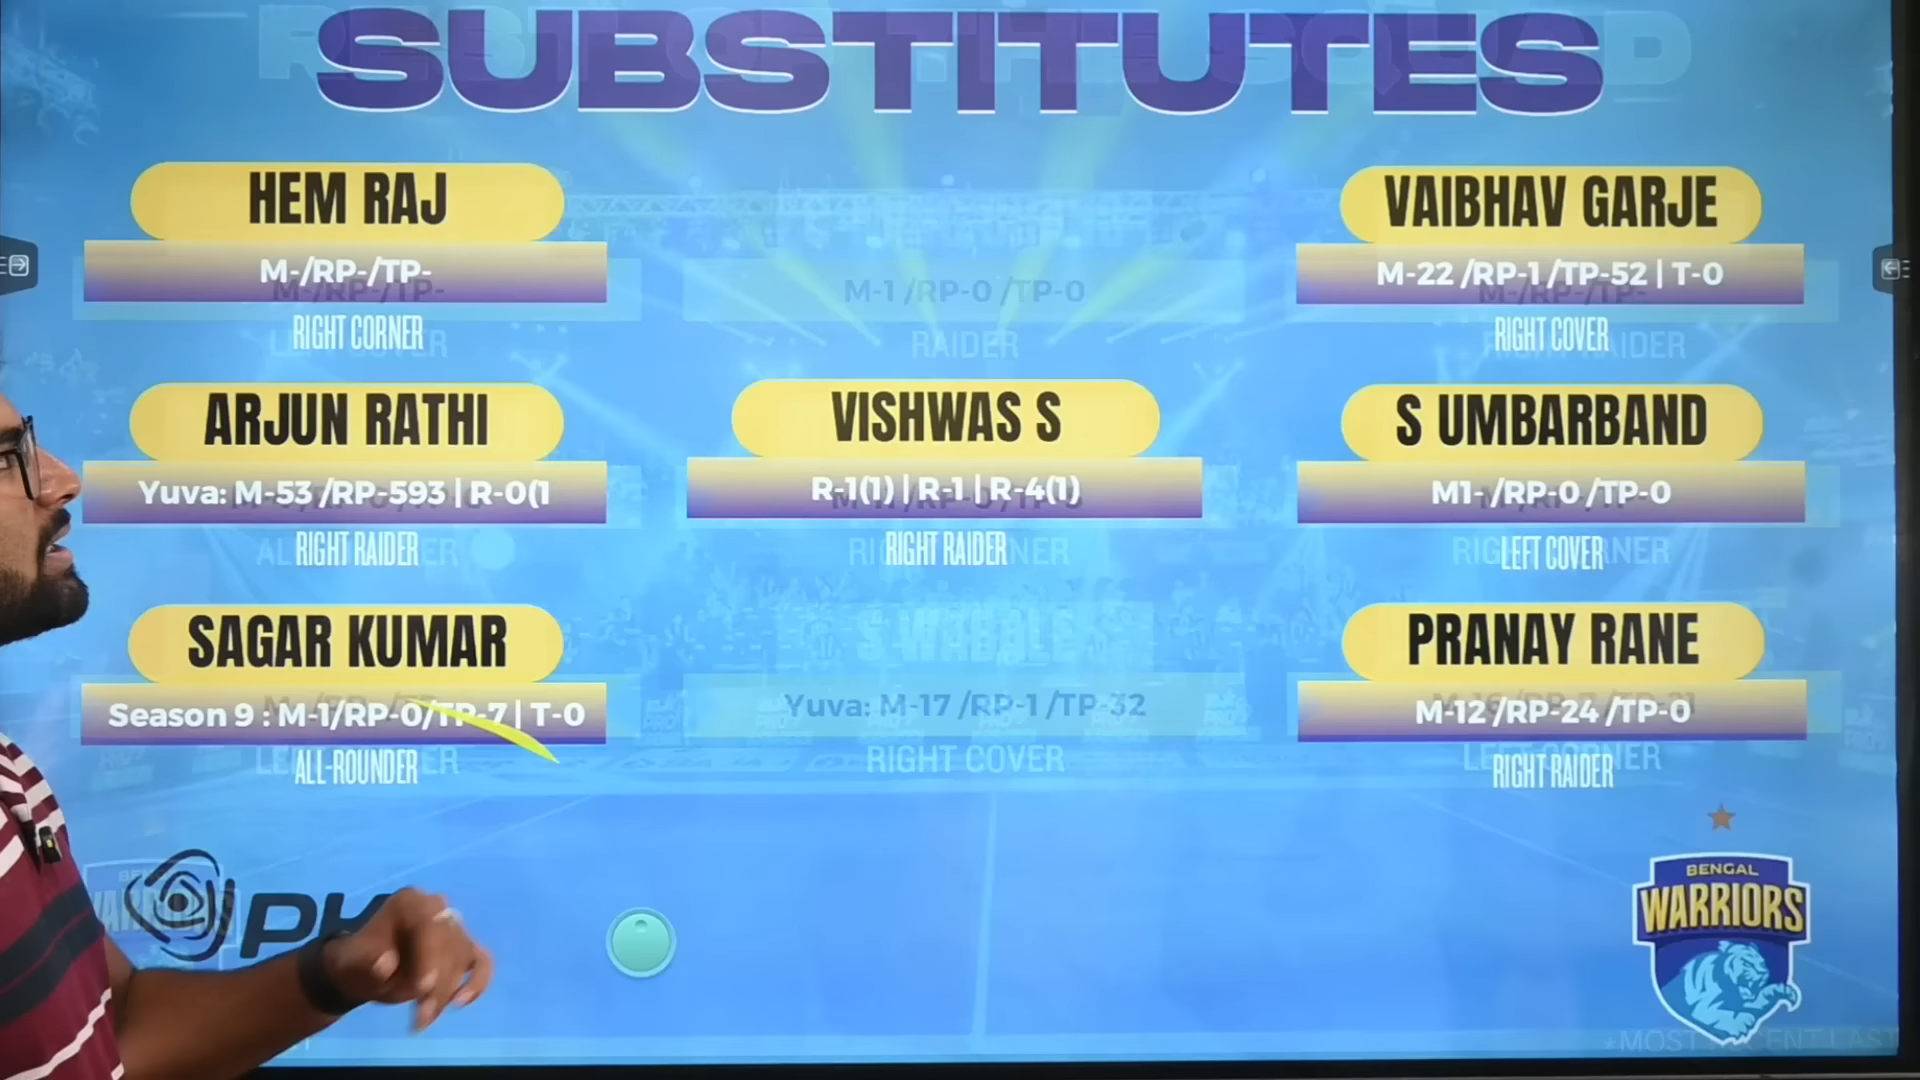 SUBSTITUTES
HEM RAJ
M-/RP-/TP-
RIGHT CORNER
VAIBHAV GARJE
M-22 /RP-1 /TP-52 | T-0
RIGHT COVER
M-1 /RP-0 /TP-0
RAIDER
ARJUN RATHI
Yuva: M-53 /RP-593 | R-0(1
RIGHT RAIDER
VISHWAS S
R-1(1) | R-1 | R-4(1)
RIGHT RAIDER
S UMBARBAND
M1- /RP-0 /TP-0
LEFT COVER
SAGAR KUMAR
Season 9 : M-1/RP-0/TP-7 | T-0
ALL-ROUNDER
Yuva: M-17 /RP-1 /TP-32
RIGHT COVER
PRANAY RANE
M-12 /RP-24 /TP-0
RIGHT RAIDER
BENGAL
WARRIORS
*MOST RECENT LAST